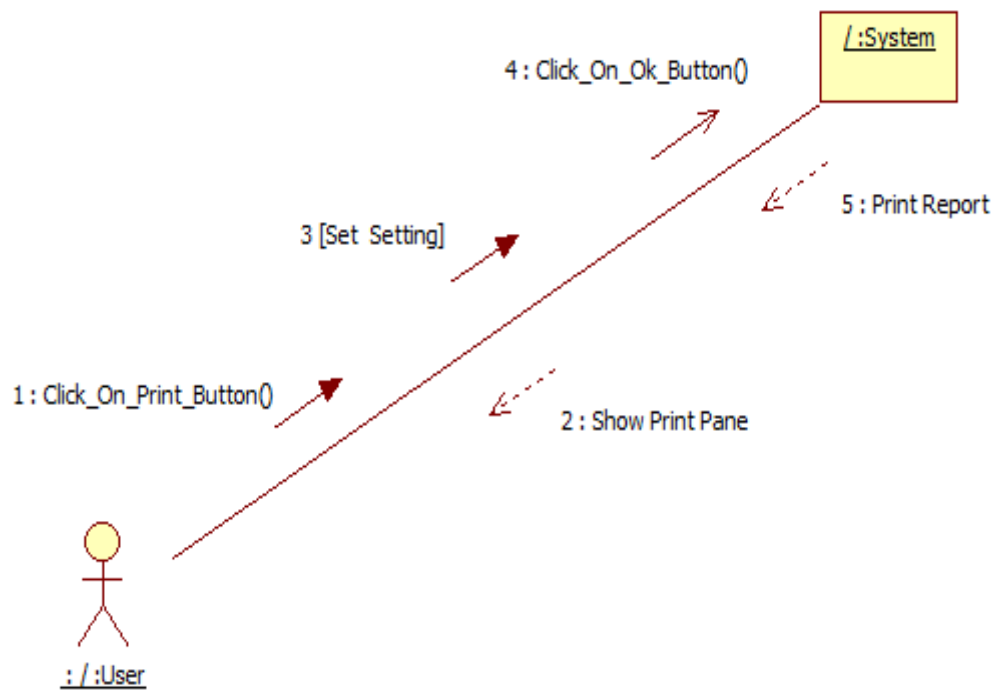 / :System
4 : Click_On_Ok_Button()
5 : Print Report
3 [Set Setting]
1 : Click_On_Print_Button()
2 : Show Print Pane
: / :User